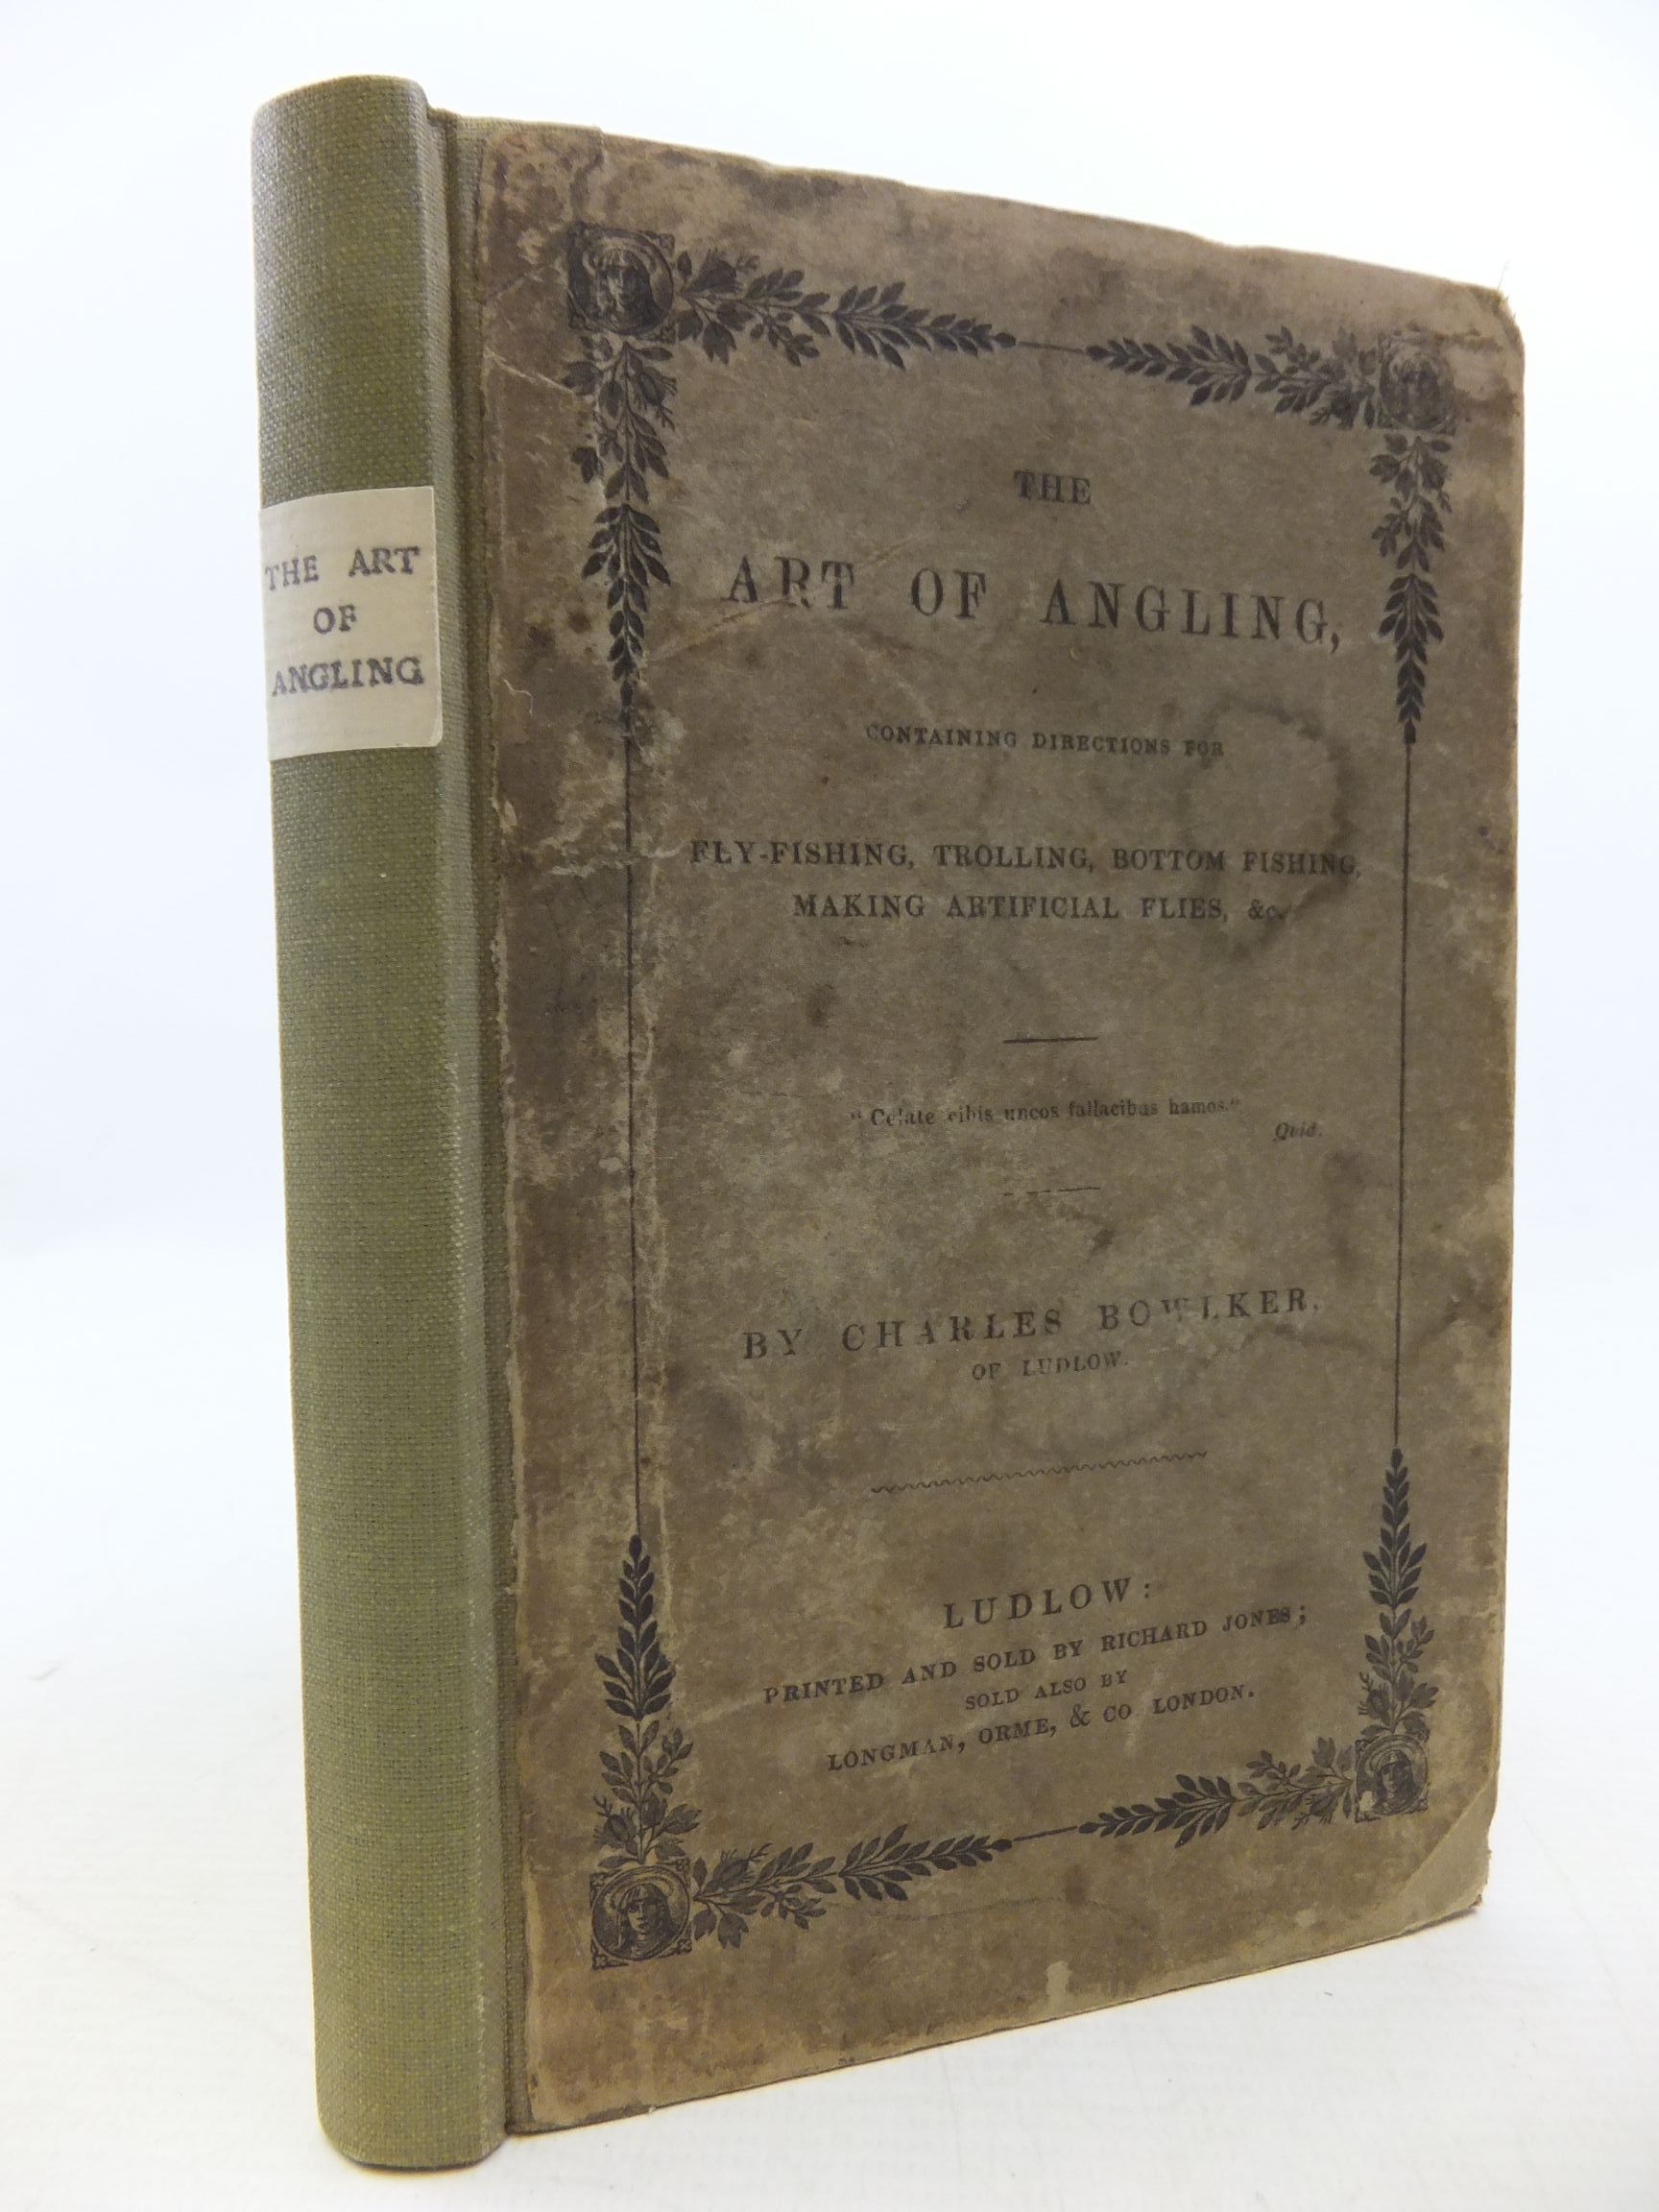 THE ART
OF
ANGLING
THE
ART OF ANGLING,
CONTAINING DIRECTIONS FOR
FLY-FISHING, TROLLING, BOTTOM FISHING,
MAKING ARTIFICIAL FLIES, &c.
"Celate cibis uncos fallacibus hamos."
Ovid.
BY CHARLES BOWLKER,
OF LUDLOW.
LUDLOW:
PRINTED AND SOLD BY RICHARD JONES;
SOLD ALSO BY
LONGMAN, ORME, & CO LONDON.